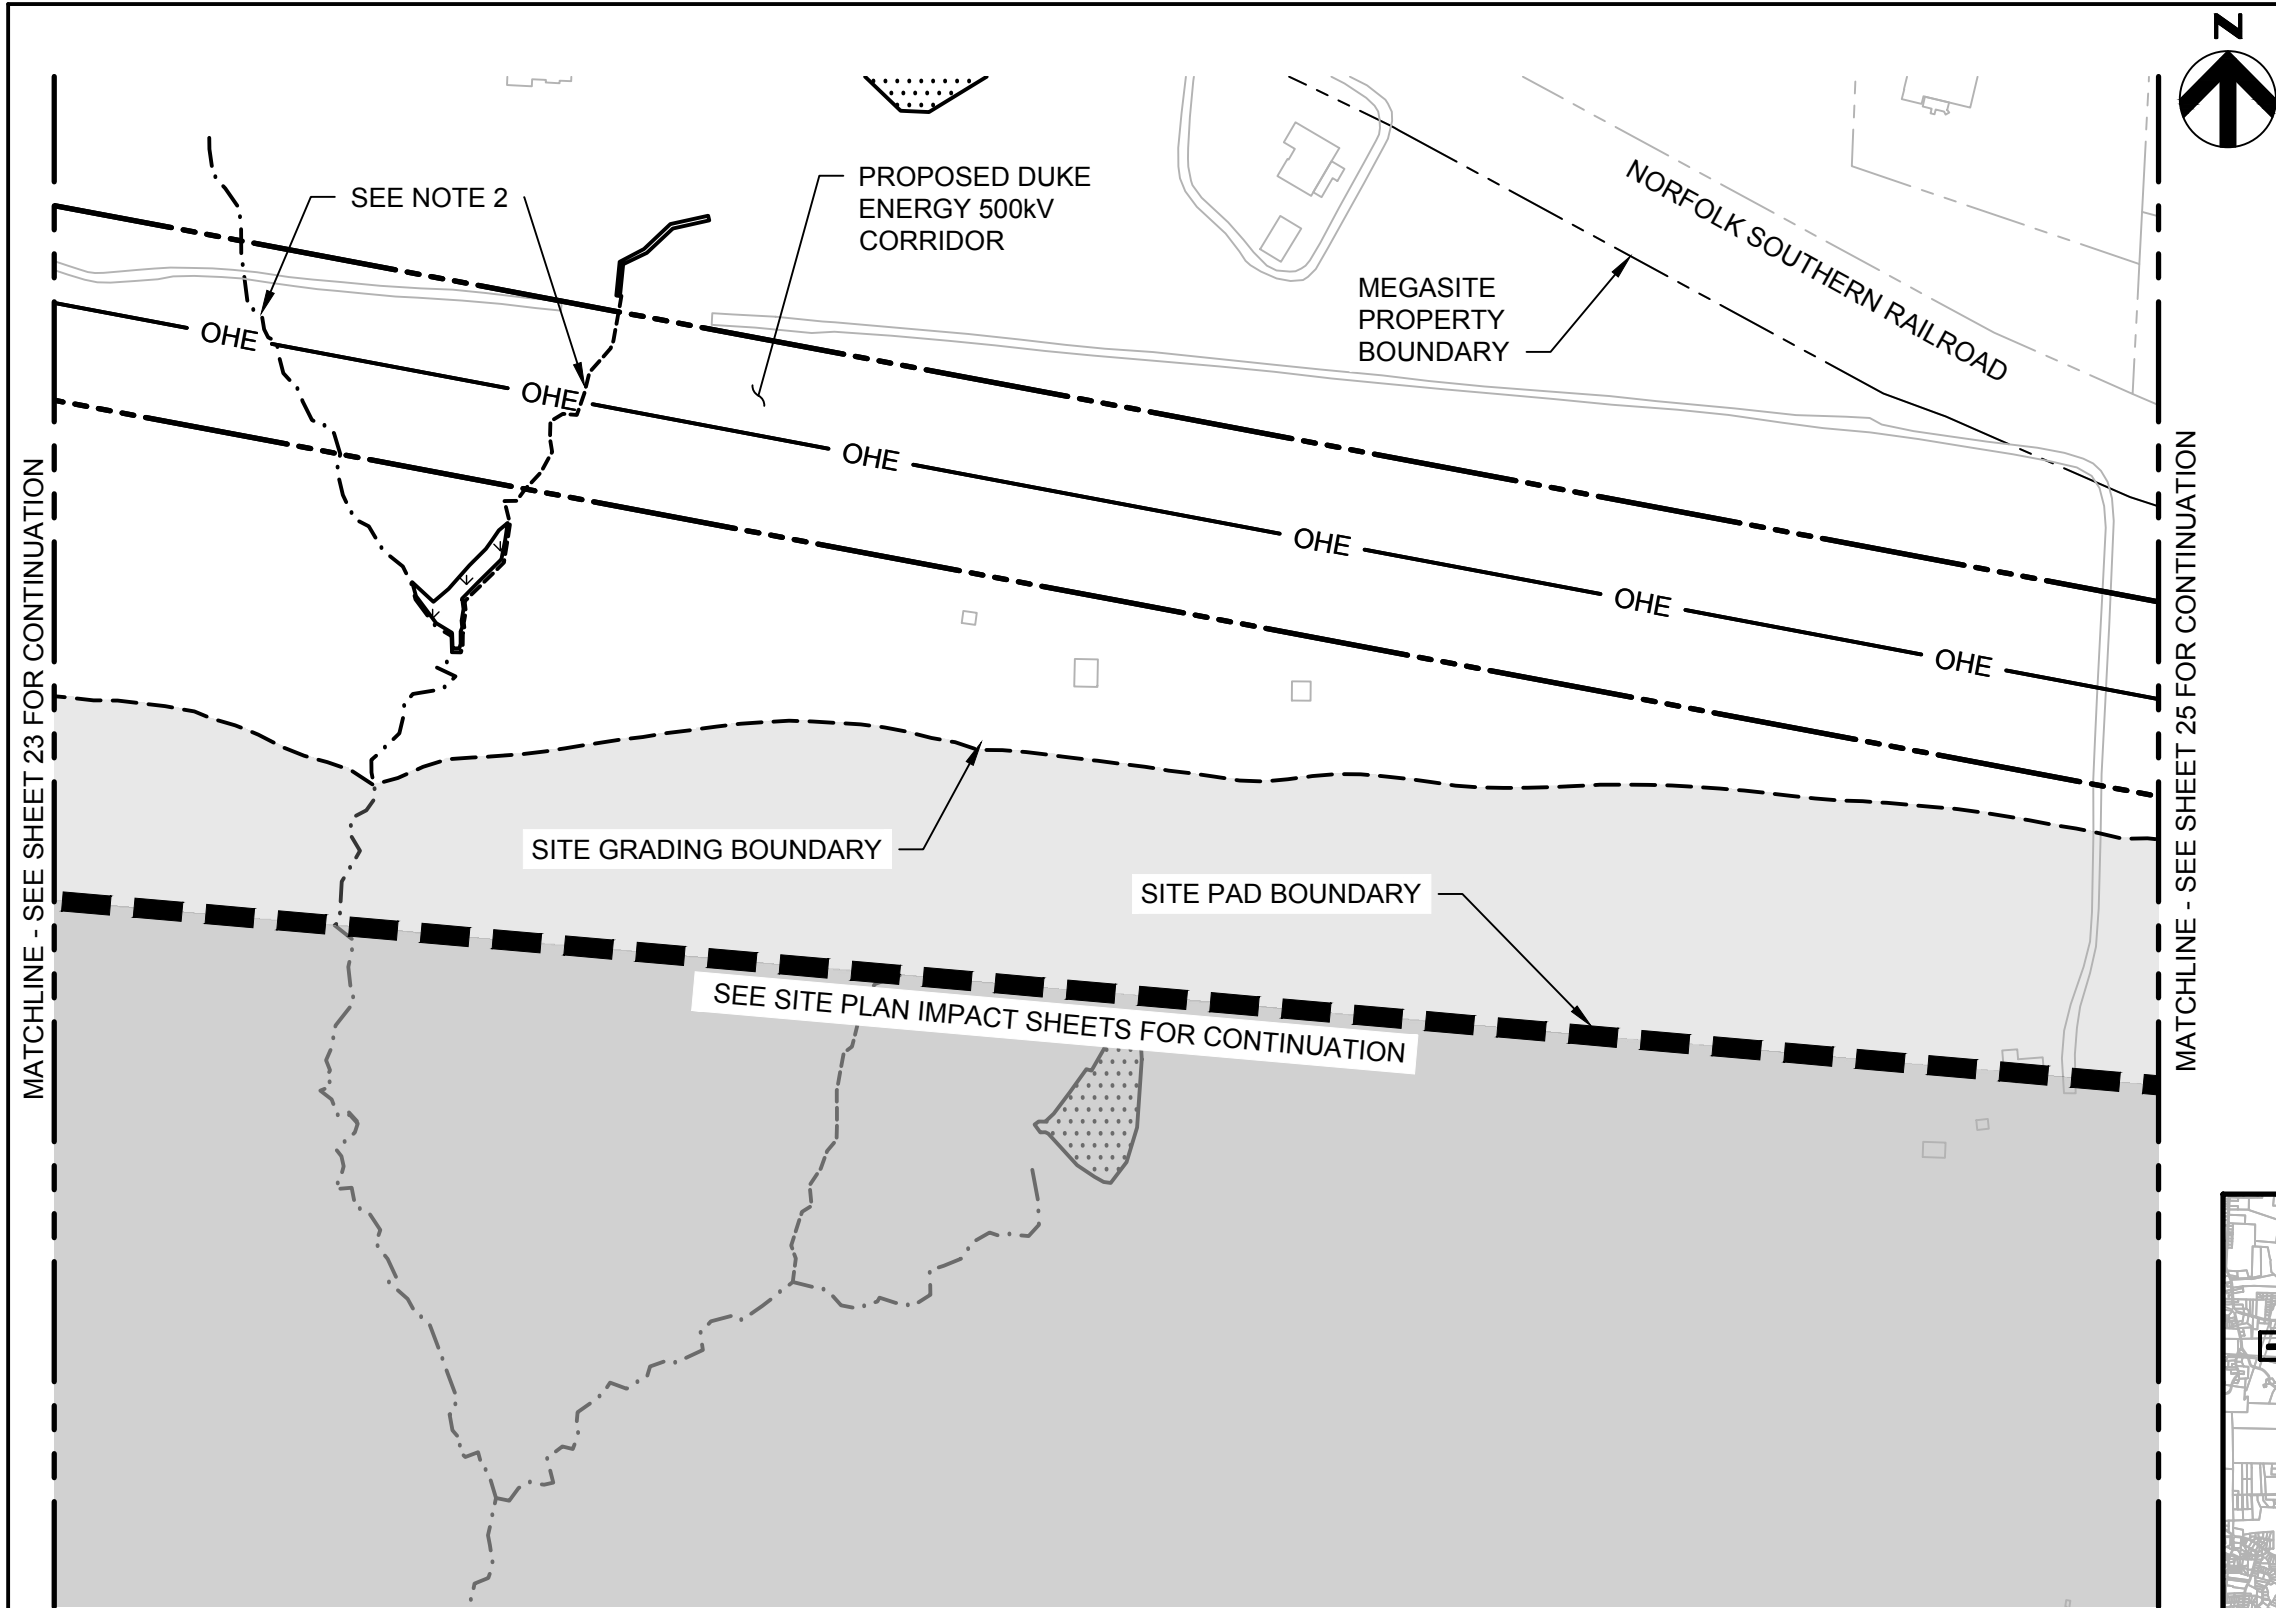 N
SEE NOTE 2
PROPOSED DUKE
ENERGY 500kV
CORRIDOR
MEGASITE
PROPERTY
BOUNDARY
NORFOLK SOUTHERN RAILROAD
OHE
OHE
OHE
OHE
OHE
OHE
MATCHLINE - SEE SHEET 23 FOR CONTINUATION
MATCHLINE - SEE SHEET 25 FOR CONTINUATION
SITE GRADING BOUNDARY
SITE PAD BOUNDARY
SEE SITE PLAN IMPACT SHEETS FOR CONTINUATION